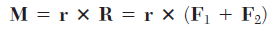 M = r × R = r × (F₁ + F₂)